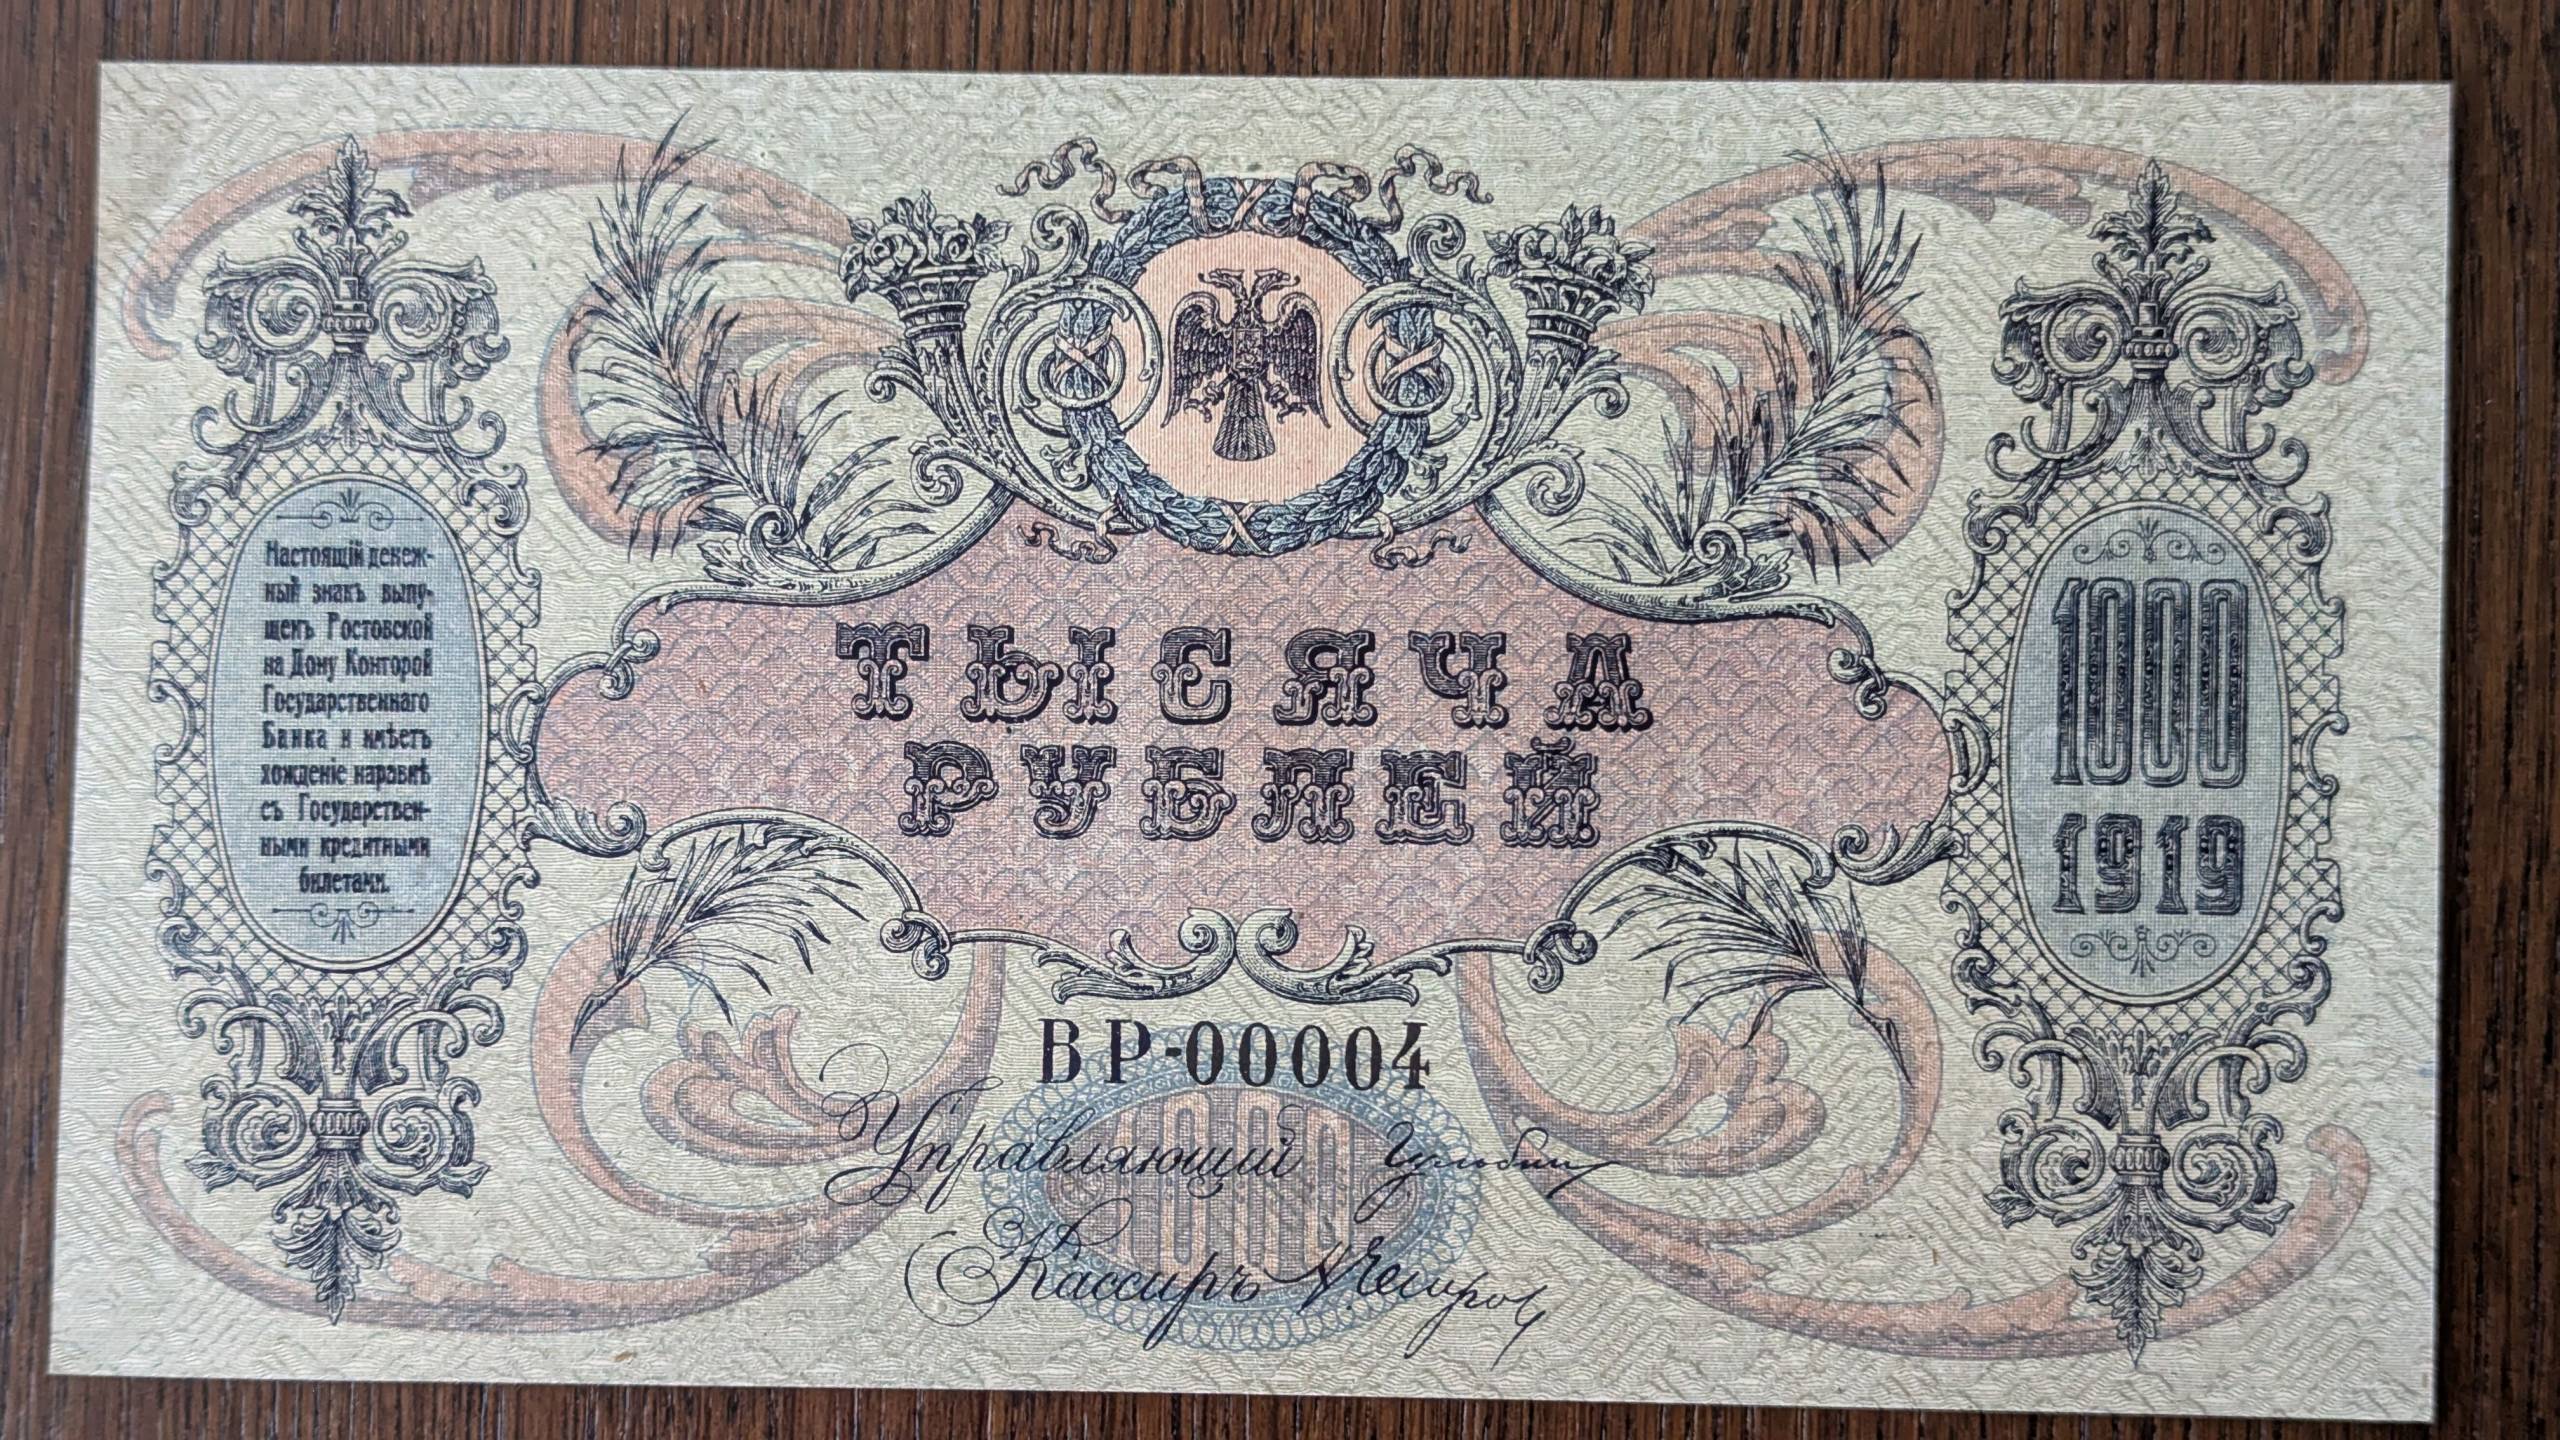 Настоящій денеж-
ный знакъ выпу-
щенъ Ростовской
на Дону Конторой
Государственнаго
Банка и имѣетъ
хожденіе наравнѣ
съ Государствен-
ными кредитными
билетами.
ТЫСЯЧА
РУБЛЕЙ
1000
1919
ВР-00004
1000
Управляющій
Кассиръ